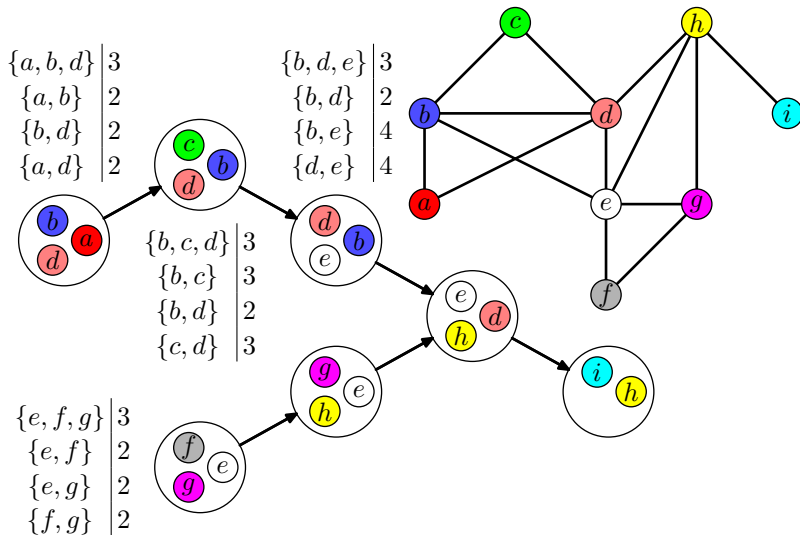 {a, b, d} 3
{a, b} 2
{b, d} 2
{a, d} 2
{b, d, e} 3
{b, d} 2
{b, e} 4
{d, e} 4
c
h
b
d
i
a
e
g
f
c
b
d
b
a
d
d
b
e
{b, c, d} 3
{b, c} 3
{b, d} 2
{c, d} 3
e
d
h
g
e
h
i
h
{e, f, g} 3
{e, f} 2
{e, g} 2
{f, g} 2
f
e
g